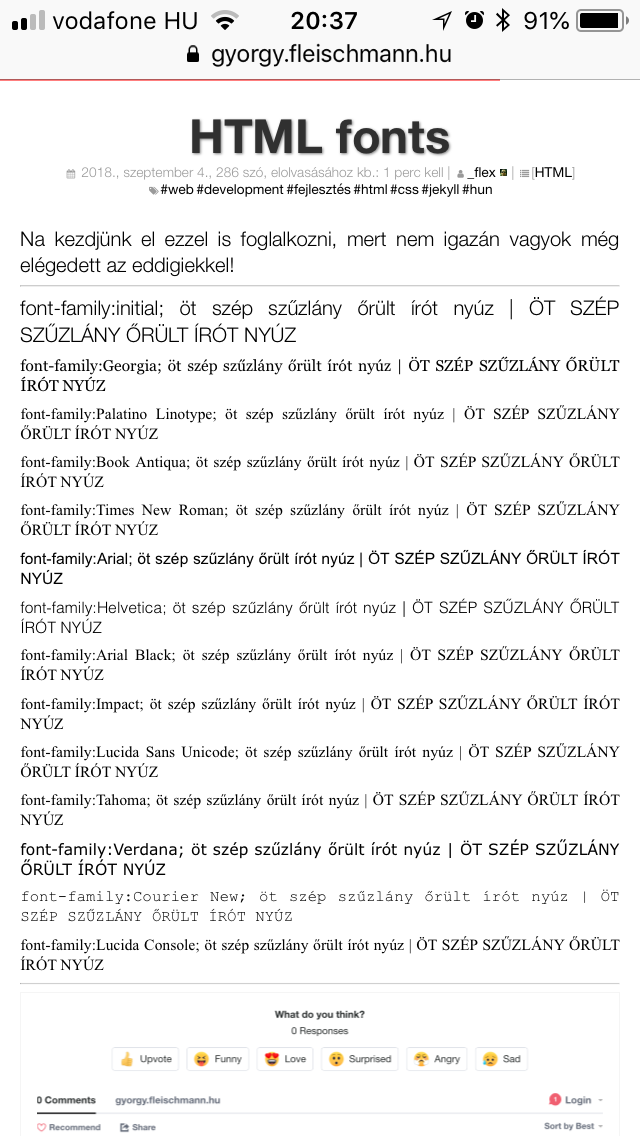 vodafone HU 20:37 91%
gyorgy.fleischmann.hu
HTML fonts
2018., szeptember 4., 286 szó, elolvasásához kb.: 1 perc kell | _flex | [HTML]
#web #development #fejlesztés #html #css #jekyll #hun
Na kezdjünk el ezzel is foglalkozni, mert nem igazán vagyok még
elégedett az eddigiekkel!
font-family:initial; öt szép szűzlány őrült írót nyúz | ÖT SZÉP
SZŰZLÁNY ŐRÜLT ÍRÓT NYÚZ
font-family:Georgia; öt szép szűzlány őrült írót nyúz | ÖT SZÉP SZŰZLÁNY ŐRÜLT
ÍRÓT NYÚZ
font-family:Palatino Linotype; öt szép szűzlány őrült írót nyúz | ÖT SZÉP SZŰZLÁNY
ŐRÜLT ÍRÓT NYÚZ
font-family:Book Antiqua; öt szép szűzlány őrült írót nyúz | ÖT SZÉP SZŰZLÁNY ŐRÜLT
ÍRÓT NYÚZ
font-family:Times New Roman; öt szép szűzlány őrült írót nyúz | ÖT SZÉP SZŰZLÁNY
ŐRÜLT ÍRÓT NYÚZ
font-family:Arial; öt szép szűzlány őrült írót nyúz | ÖT SZÉP SZŰZLÁNY ŐRÜLT ÍRÓT
NYÚZ
font-family:Helvetica; öt szép szűzlány őrült írót nyúz | ÖT SZÉP SZŰZLÁNY ŐRÜLT
ÍRÓT NYÚZ
font-family:Arial Black; öt szép szűzlány őrült írót nyúz | ÖT SZÉP SZŰZLÁNY ŐRÜLT
ÍRÓT NYÚZ
font-family:Impact; öt szép szűzlány őrült írót nyúz | ÖT SZÉP SZŰZLÁNY ŐRÜLT ÍRÓT
NYÚZ
font-family:Lucida Sans Unicode; öt szép szűzlány őrült írót nyúz | ÖT SZÉP SZŰZLÁNY
ŐRÜLT ÍRÓT NYÚZ
font-family:Tahoma; öt szép szűzlány őrült írót nyúz | ÖT SZÉP SZŰZLÁNY ŐRÜLT ÍRÓT
NYÚZ
font-family:Verdana; öt szép szűzlány őrült írót nyúz | ÖT SZÉP SZŰZLÁNY
ŐRÜLT ÍRÓT NYÚZ
font-family:Courier New; öt szép szűzlány őrült írót nyúz | ÖT
SZÉP SZŰZLÁNY ŐRÜLT ÍRÓT NYÚZ
font-family:Lucida Console; öt szép szűzlány őrült írót nyúz | ÖT SZÉP SZŰZLÁNY ŐRÜLT
ÍRÓT NYÚZ
What do you think?
0 Responses
Upvote Funny Love Surprised Angry Sad
0 Comments gyorgy.fleischmann.hu 1 Login
Recommend Share Sort by Best